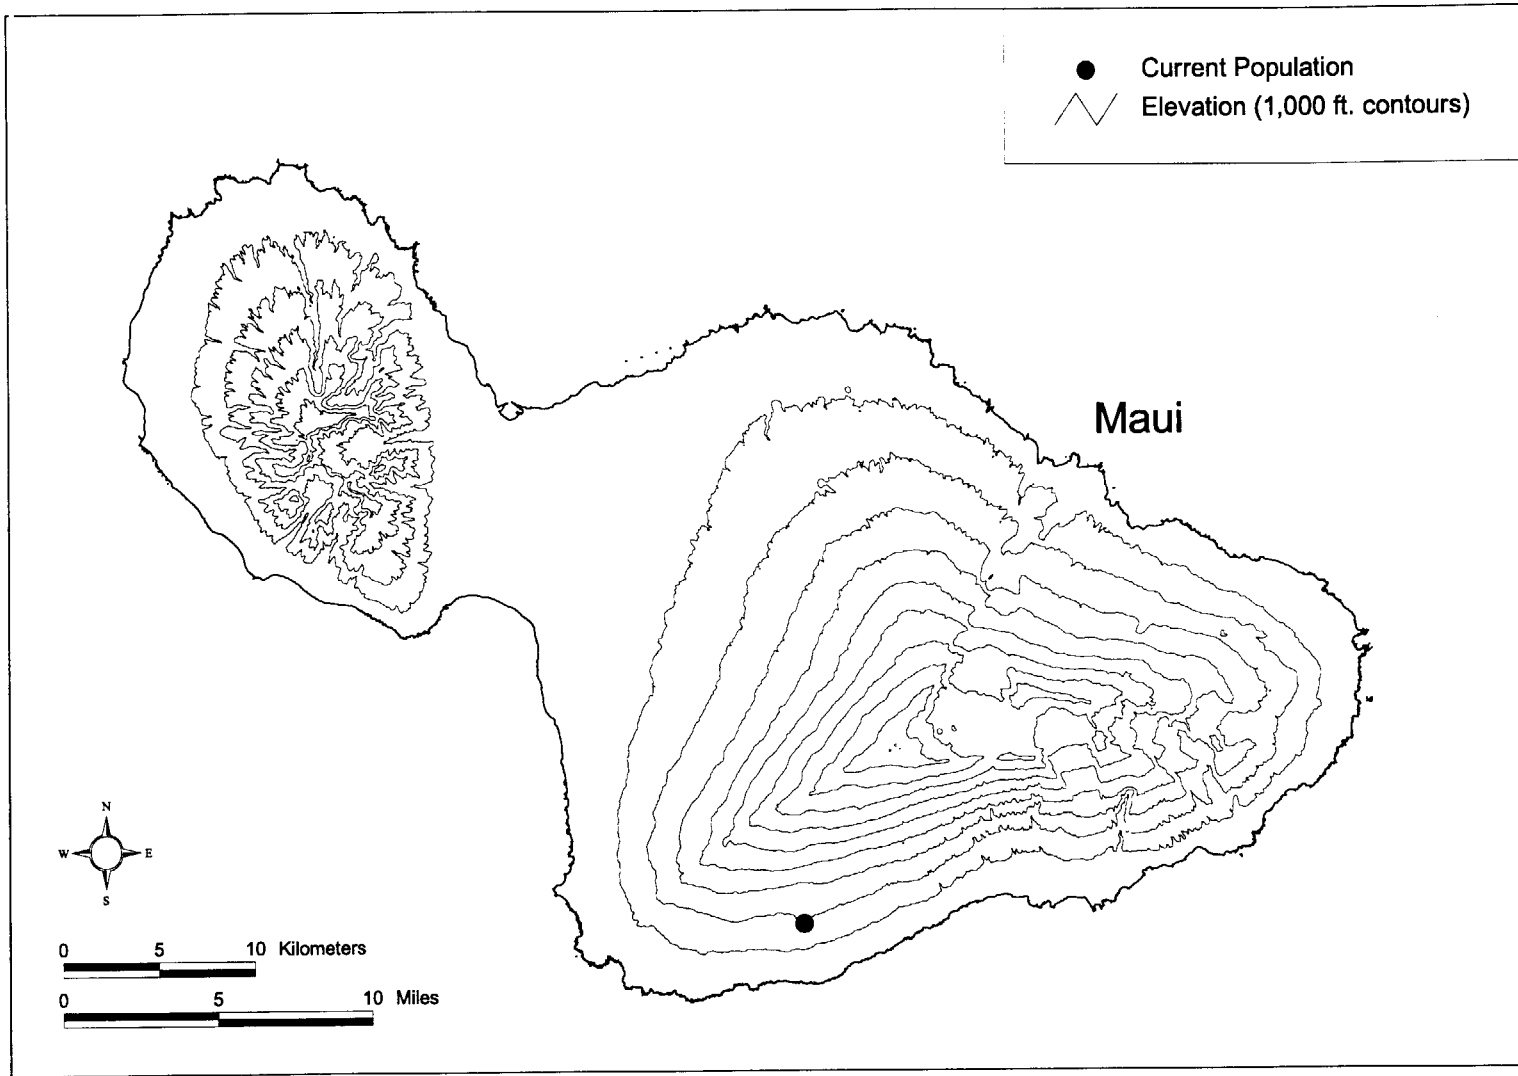 Current Population
Elevation (1,000 ft. contours)
Maui
N
W E
S
0 5 10 Kilometers
0 5 10 Miles